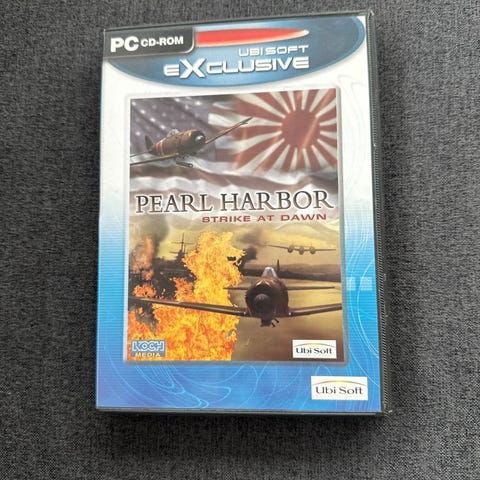 PC CD-ROM
UBI SOFT
eXCLUSIVE
PEARL HARBOR
STRIKE AT DAWN
KOCH
MEDIA
Ubi Soft
Ubi Soft